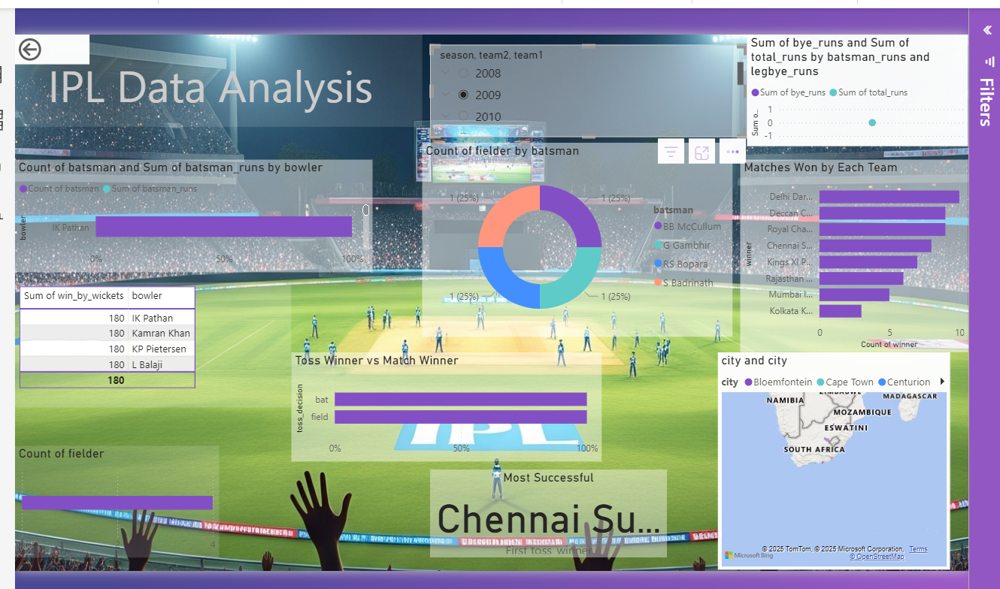 IPL Data Analysis
season, team2, team1
2008
2009
2010
Sum of bye_runs and Sum of
total_runs by batsman_runs and
legbye_runs
Sum of bye_runs Sum of total_runs
Sum o...
1
0
-1
Filters
Count of batsman and Sum of batsman_runs by bowler
Count of batsman Sum of batsman_runs
bowler
IK Pathan
0% 50% 100%
Count of fielder by batsman
1 (25%) 1 (25%)
1 (25%) 1 (25%)
batsman
BB McCullum
G Gambhir
RS Bopara
S Badrinath
Matches Won by Each Team
winner
Delhi Dar...
Deccan C...
Royal Cha...
Chennai S...
Kings XI P...
Rajasthan ...
Mumbai I...
Kolkata K...
0 5 10
Count of winner
Sum of win_by_wickets bowler
180 IK Pathan
180 Kamran Khan
180 KP Pietersen
180 L Balaji
180
Toss Winner vs Match Winner
toss_decision
bat
field
0% 50% 100%
IPL
city and city
city Bloemfontein Cape Town Centurion
NAMIBIA
ZIMBABWE
MADAGASCAR
MOZAMBIQUE
ESWATINI
SOUTH AFRICA
Microsoft Bing
© 2025 TomTom, © 2025 Microsoft Corporation, Terms
© OpenStreetMap
Count of fielder
4
Most Successful
Chennai Su...
First toss_winner